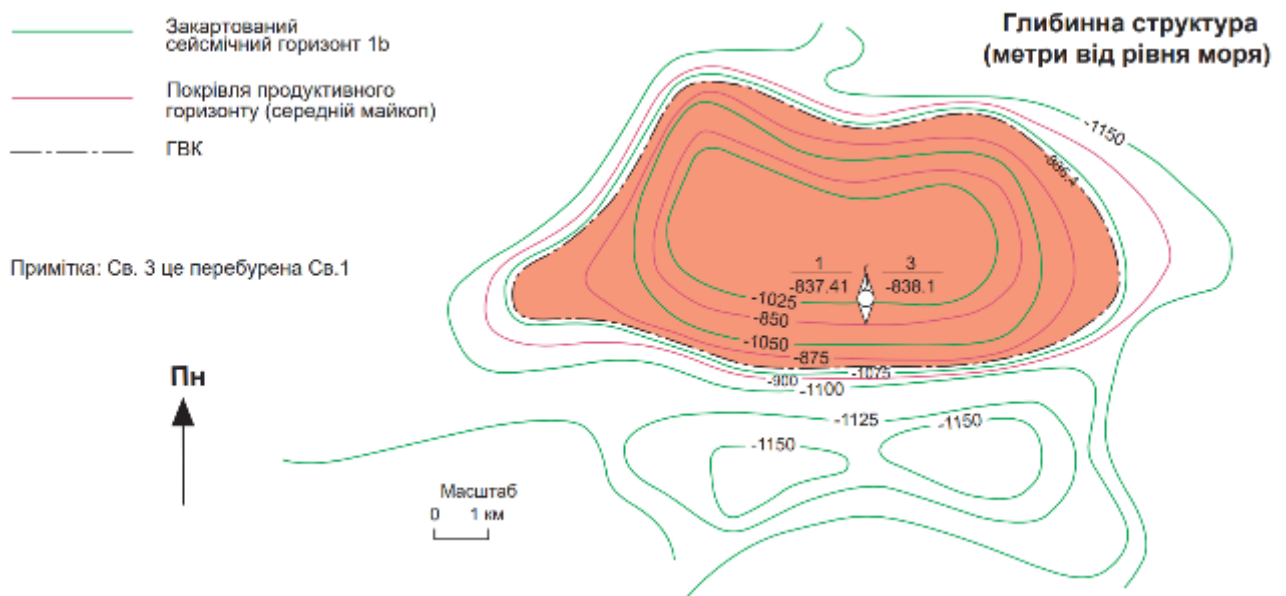 Закартований
сейсмічний горизонт 1b
Покрівля продуктивного
горизонту (середній майкоп)
ГВК
Примітка: Св. 3 це перебурена Св.1
Пн
Глибинна структура
(метри від рівня моря)
-1150
-886.4
1
-837.41
3
-838.1
-1025
-850
-1050
-875
-1075
-900
-1100
-1125
-1150
-1150
Масштаб
0 1 км